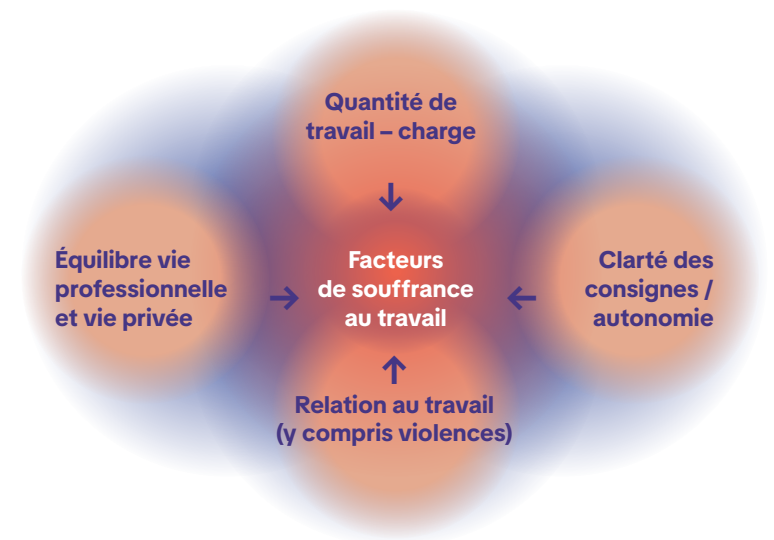 Quantité de
travail – charge
Équilibre vie
professionnelle
et vie privée
Facteurs
de souffrance
au travail
Clarté des
consignes /
autonomie
Relation au travail
(y compris violences)